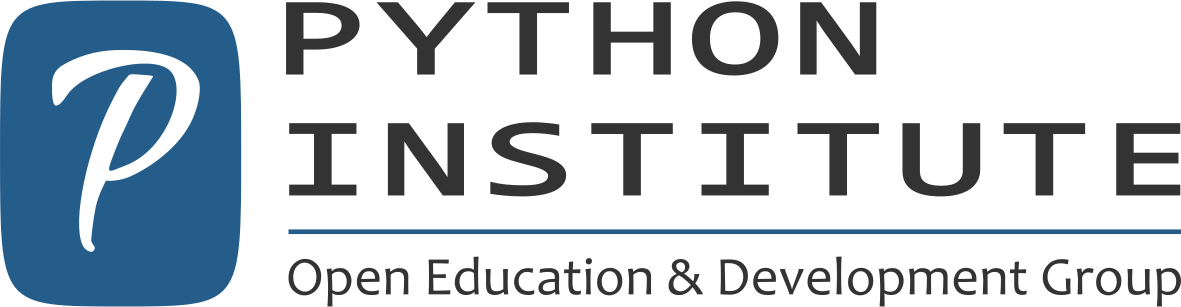 P
PYTHON
INSTITUTE
Open Education & Development Group